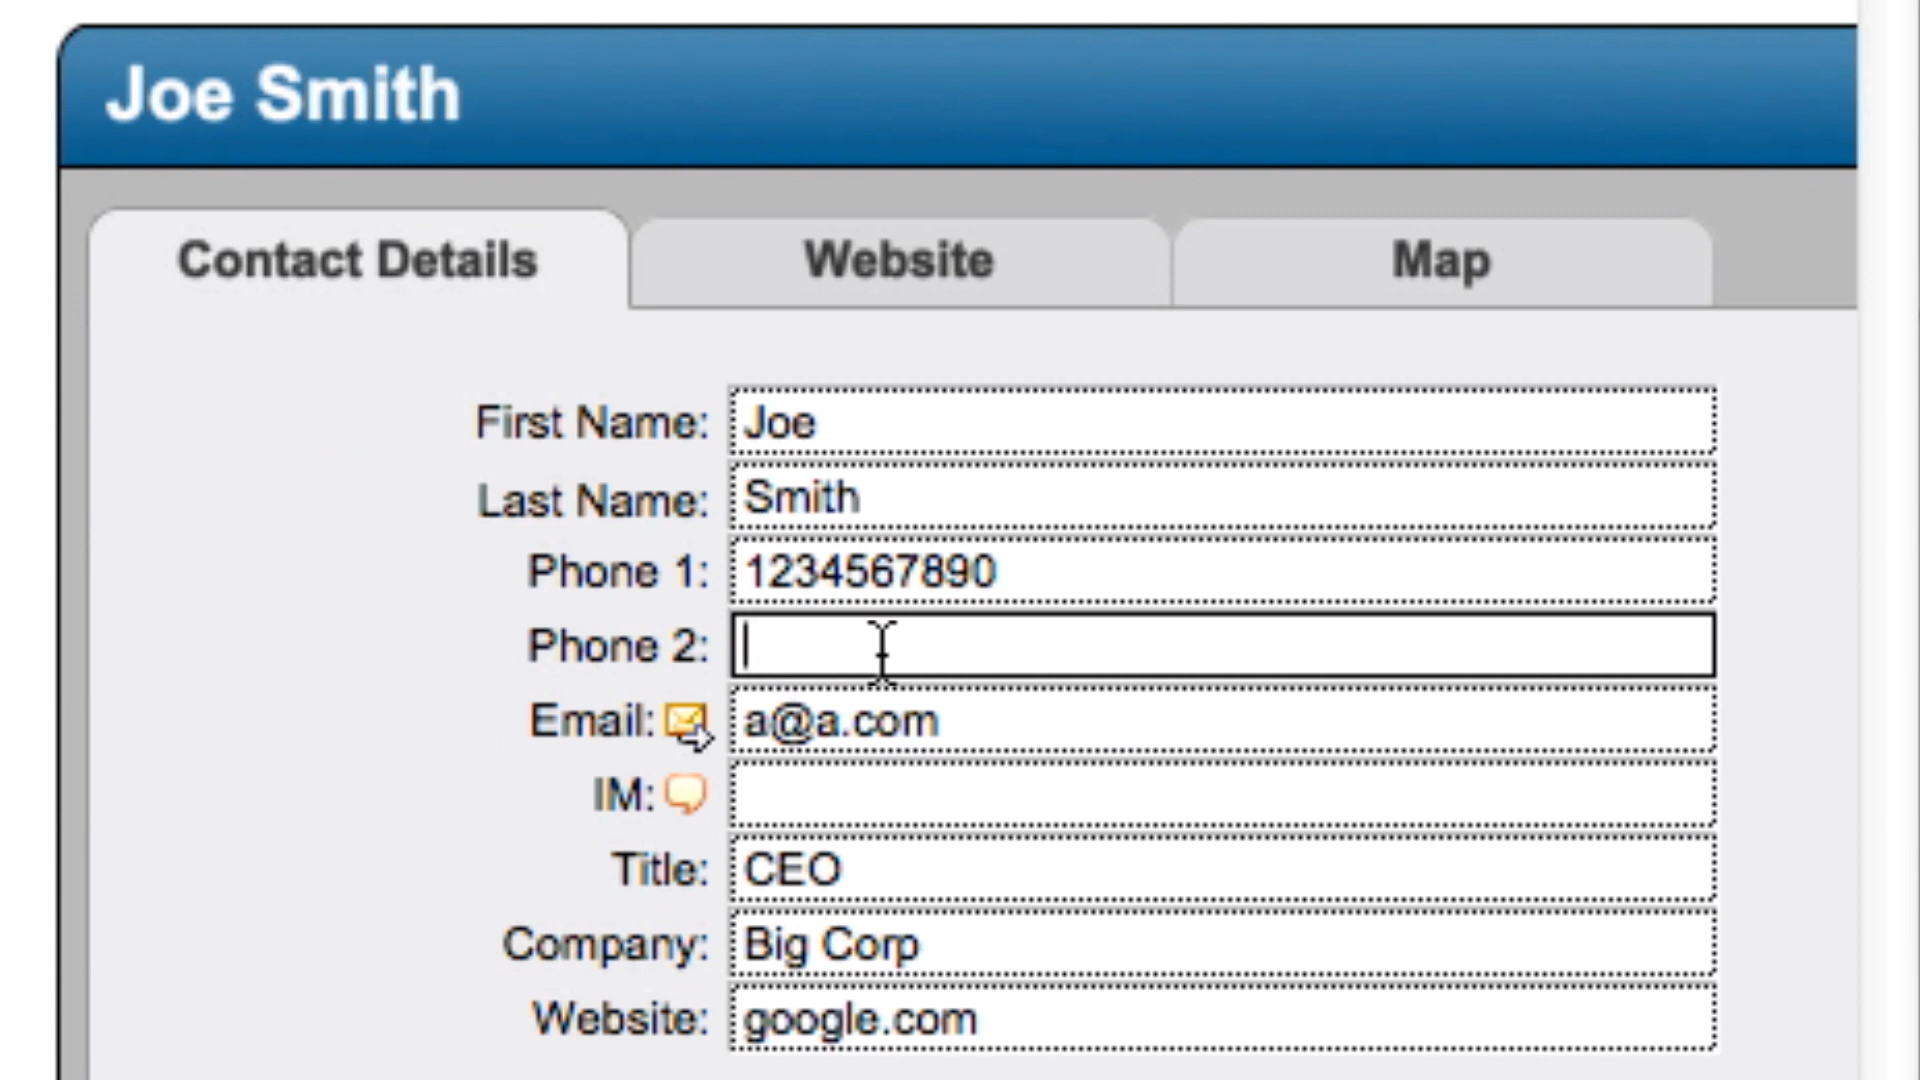 Joe Smith
Contact Details Website Map
First Name: Joe
Last Name: Smith
Phone 1: 1234567890
Phone 2:
Email: a@a.com
IM:
Title: CEO
Company: Big Corp
Website: google.com